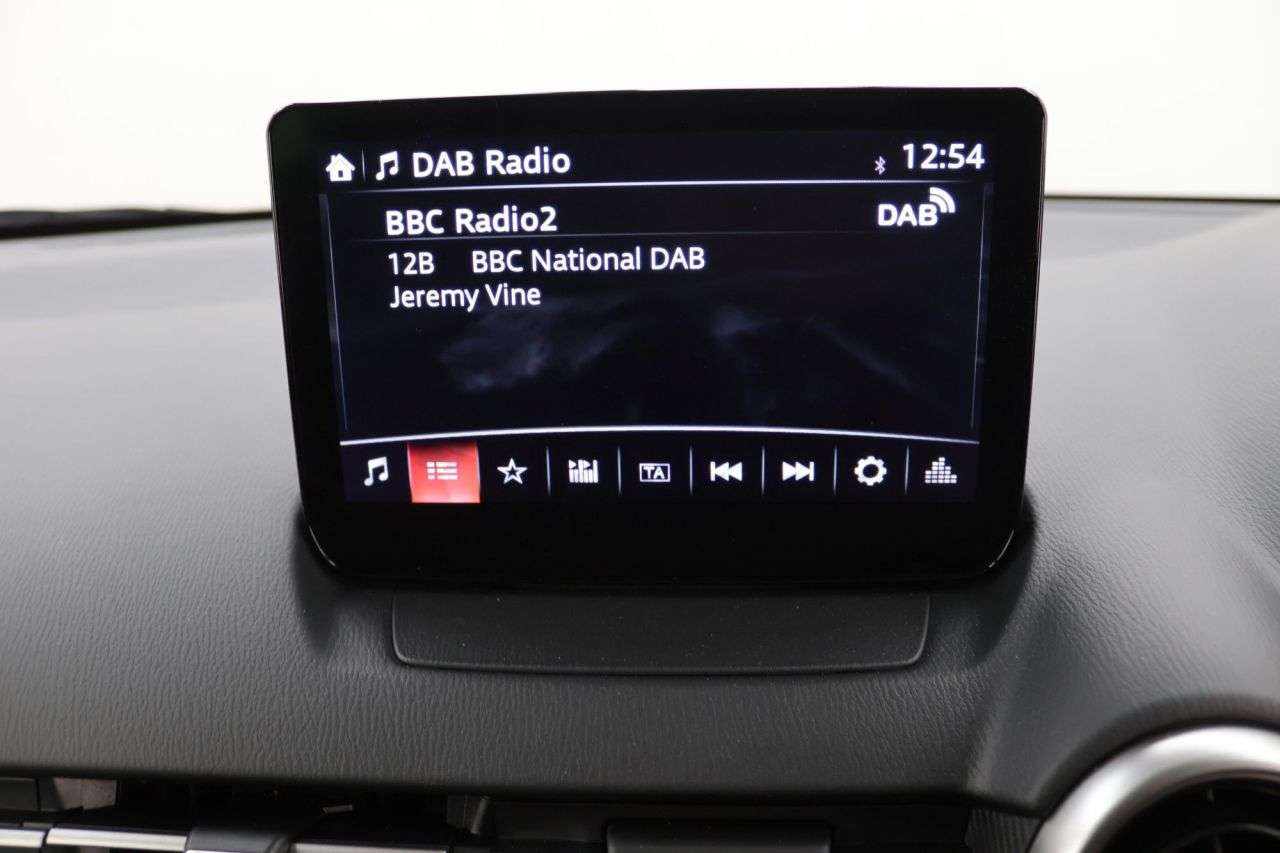 DAB Radio 12:54
BBC Radio2 DAB
12B BBC National DAB
Jeremy Vine
TA